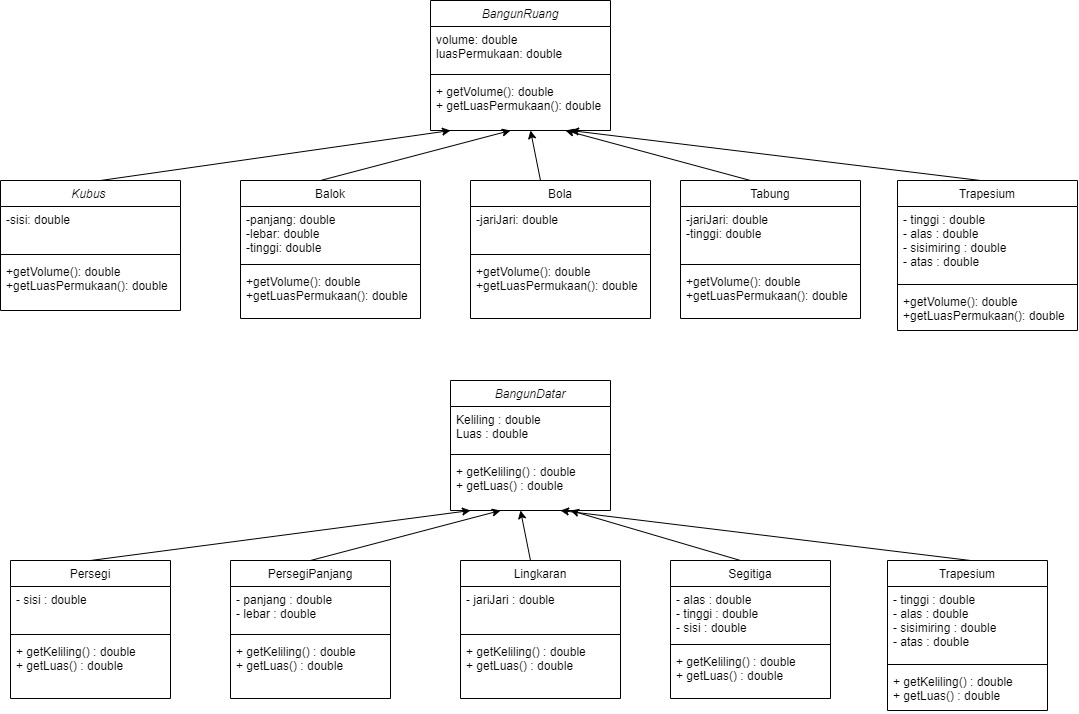 BangunRuang
volume: double
luasPermukaan: double
+ getVolume(): double
+ getLuasPermukaan(): double
Kubus
-sisi: double
+getVolume(): double
+getLuasPermukaan(): double
Balok
-panjang: double
-lebar: double
-tinggi: double
+getVolume(): double
+getLuasPermukaan(): double
Bola
-jariJari: double
+getVolume(): double
+getLuasPermukaan(): double
Tabung
-jariJari: double
-tinggi: double
+getVolume(): double
+getLuasPermukaan(): double
Trapesium
- tinggi : double
- alas : double
- sisimiring : double
- atas : double
+getVolume(): double
+getLuasPermukaan(): double
BangunDatar
Keliling : double
Luas : double
+ getKeliling() : double
+ getLuas() : double
Persegi
- sisi : double
+ getKeliling() : double
+ getLuas() : double
PersegiPanjang
- panjang : double
- lebar : double
+ getKeliling() : double
+ getLuas() : double
Lingkaran
- jariJari : double
+ getKeliling() : double
+ getLuas() : double
Segitiga
- alas : double
- tinggi : double
- sisi : double
+ getKeliling() : double
+ getLuas() : double
Trapesium
- tinggi : double
- alas : double
- sisimiring : double
- atas : double
+ getKeliling() : double
+ getLuas() : double